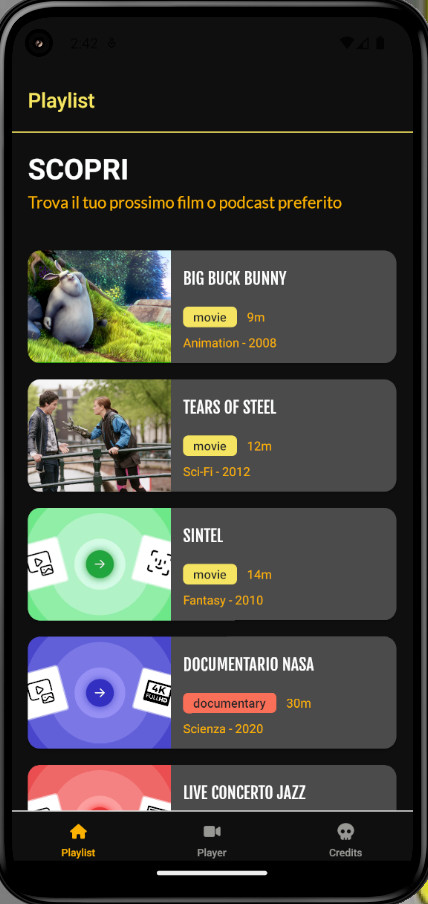 2:42
Playlist
SCOPRI
Trova il tuo prossimo film o podcast preferito
BIG BUCK BUNNY
movie 9m
Animation - 2008
TEARS OF STEEL
movie 12m
Sci-Fi - 2012
SINTEL
movie 14m
Fantasy - 2010
DOCUMENTARIO NASA
4K
FULL HD
documentary 30m
Scienza - 2020
LIVE CONCERTO JAZZ
Playlist Player Credits